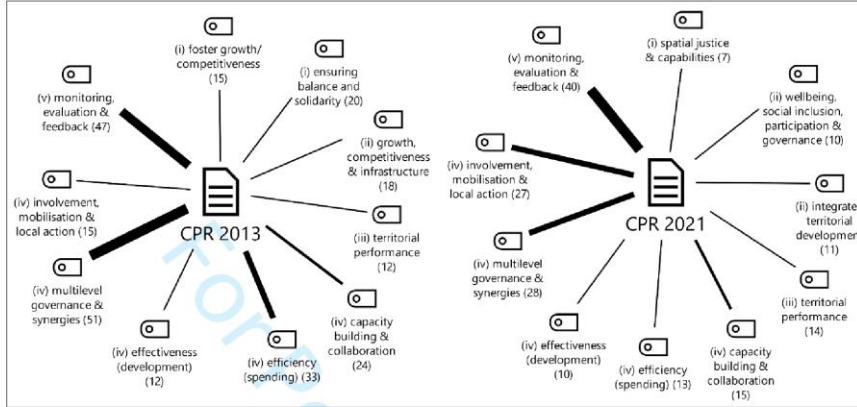 (i) foster growth/
competitiveness
(15)
(i) ensuring
balance and
solidarity
(20)
(v) monitoring,
evaluation &
feedback (47)
(ii) growth,
competitiveness
& infrastructure
(18)
(iv) involvement,
mobilisation &
local action
(15)
CPR 2013
(iii) territorial
performance
(12)
(iv) multilevel
governance &
synergies (51)
(iv) effectiveness
(development)
(12)
(iv) efficiency
(spending) (33)
(iv) capacity
building &
collaboration
(24)
(v) monitoring,
evaluation &
feedback
(40)
(i) spatial justice
& capabilities (7)
(ii) wellbeing,
social inclusion,
participation &
governance
(10)
(iv) involvement,
mobilisation &
local action
(27)
CPR 2021
(ii) integrate
territorial
development
(11)
(iv) multilevel
governance &
synergies
(28)
(iii) territorial
performance
(14)
(iv) effectiveness
(development)
(10)
(iv) efficiency
(spending) (13)
(iv) capacity
building &
collaboration
(15)
For P